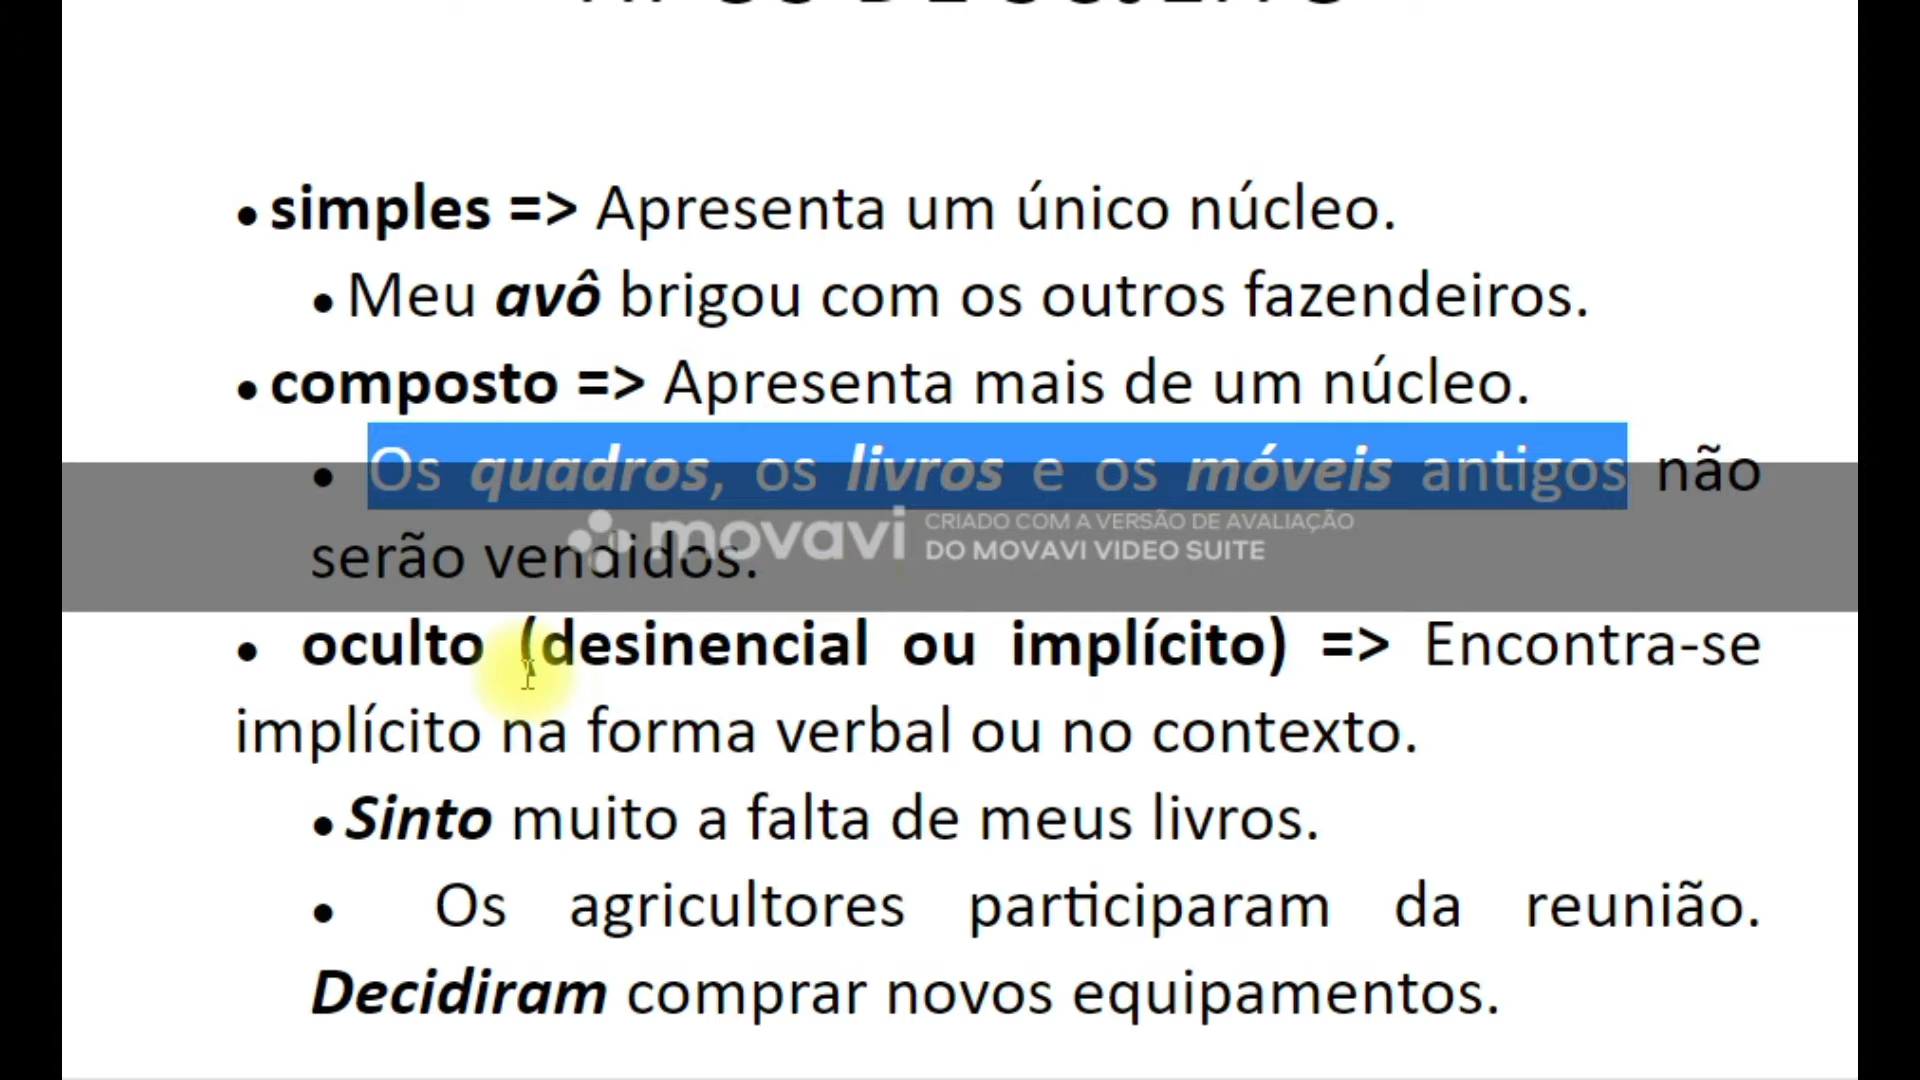 • simples => Apresenta um único núcleo.
• Meu avô brigou com os outros fazendeiros.
• composto => Apresenta mais de um núcleo.
• Os quadros, os livros e os móveis antigos não
serão vendidos.
movavi
CRIADO COM A VERSÃO DE AVALIAÇÃO
DO MOVAVI VIDEO SUITE
• oculto (desinencial ou implícito) => Encontra-se
implícito na forma verbal ou no contexto.
• Sinto muito a falta de meus livros.
• Os agricultores participaram da reunião.
Decidiram comprar novos equipamentos.